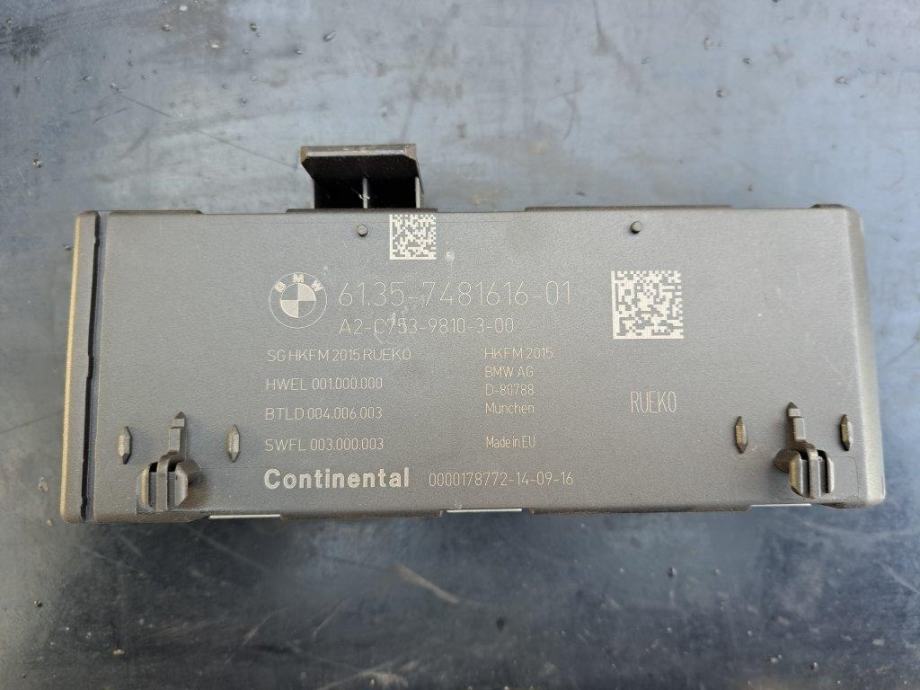 BMW
61.35-7481616-01
A2-C753-9810-3-00
SG HKFM 2015 RUEKO
HWEL 001.000.000
BTLD 004.006.003
SWFL 003.000.003
HKFM 2015
BMW AG
D-80788
München
Made in EU
RUEKO
Continental 0000178772-14-09-16